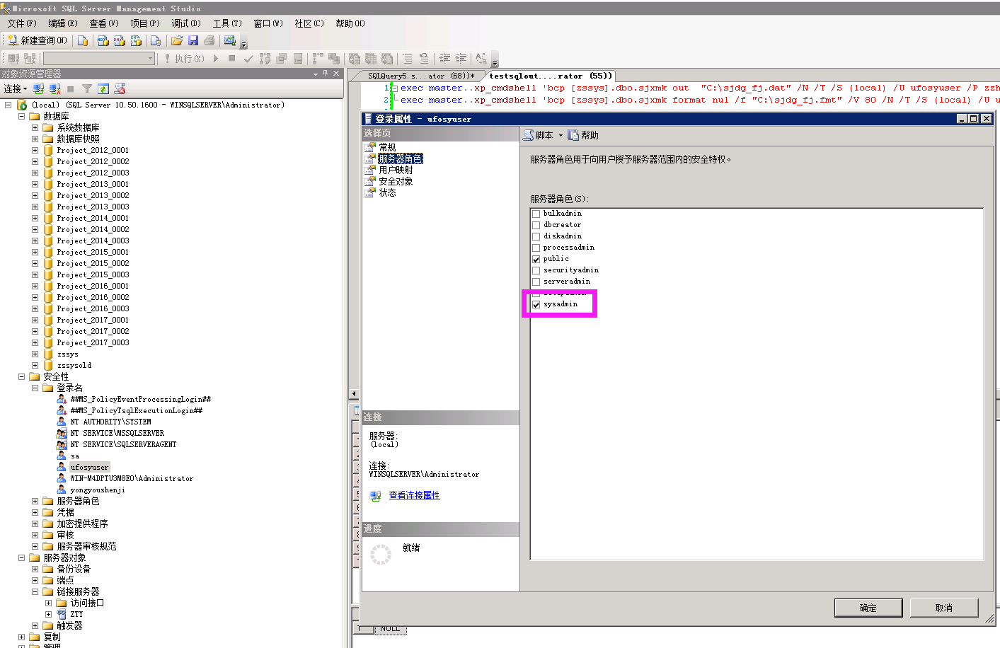 Microsoft SQL Server Management Studio
文件(F) 编辑(E) 查看(V) 项目(P) 调试(D) 工具(T) 窗口(W) 社区(C) 帮助(H)
新建查询(N)
执行(X)
对象资源管理器
连接
(local) (SQL Server 10.50.1600 - WINSQLSERVER\Administrator)
数据库
系统数据库
数据库快照
Project_2012_0001
Project_2012_0002
Project_2012_0003
Project_2013_0001
Project_2013_0002
Project_2013_0003
Project_2014_0001
Project_2014_0002
Project_2014_0003
Project_2015_0001
Project_2015_0002
Project_2015_0003
Project_2016_0001
Project_2016_0002
Project_2016_0003
Project_2017_0001
Project_2017_0002
Project_2017_0003
zssys
zssysold
安全性
登录名
##MS_PolicyEventProcessingLogin##
##MS_PolicyTsqlExecutionLogin##
NT AUTHORITY\SYSTEM
NT SERVICE\MSSQLSERVER
NT SERVICE\SQLSERVERAGENT
sa
ufosyuser
WIN-M4DPTU3M8EO\Administrator
yongyoushenji
服务器角色
凭据
加密提供程序
审核
服务器审核规范
服务器对象
备份设备
端点
链接服务器
访问接口
ZTY
触发器
复制
管理
SQLQuery5.s...ator (68))* testsqlout....rator (55))
1 exec master..xp_cmdshell 'bcp [zssys].dbo.sjxmk out "C:\sjdg_fj.dat" /N /T /S (local) /U ufosyuser /P zzh
2 exec master..xp_cmdshell 'bcp [zssys].dbo.sjxmk format nul /f "C:\sjdg_fj.fmt" /V 80 /N /T /S (local) /U u
登录属性 - ufosyuser
选择页
常规
服务器角色
用户映射
安全对象
状态
脚本 帮助
服务器角色用于向用户授予服务器范围内的安全特权。
服务器角色(S):
bulkadmin
dbcreator
diskadmin
processadmin
public
securityadmin
serveradmin
sysadmin
连接
服务器:
(local)
连接:
WINSQLSERVER\Administrator
查看连接属性
进度
就绪
确定 取消
NULL